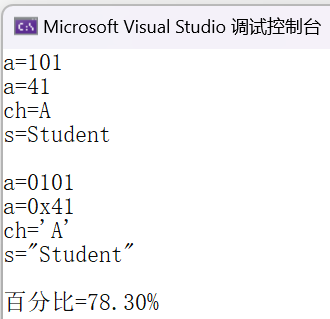 Microsoft Visual Studio 调试控制台
a=101
a=41
ch=A
s=Student
a=0101
a=0x41
ch='A'
s="Student"
百分比=78.30%